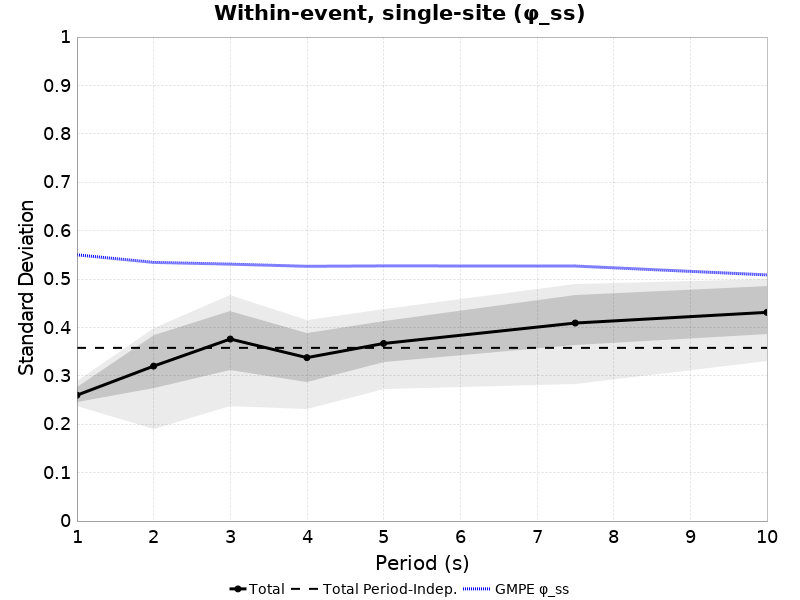 Within-event, single-site (φ_ss)
1
0.9
0.8
0.7
0.6
0.5
0.4
0.3
0.2
0.1
0
Standard Deviation
1 2 3 4 5 6 7 8 9 10
Period (s)
Total Total Period-Indep. GMPE φ_ss